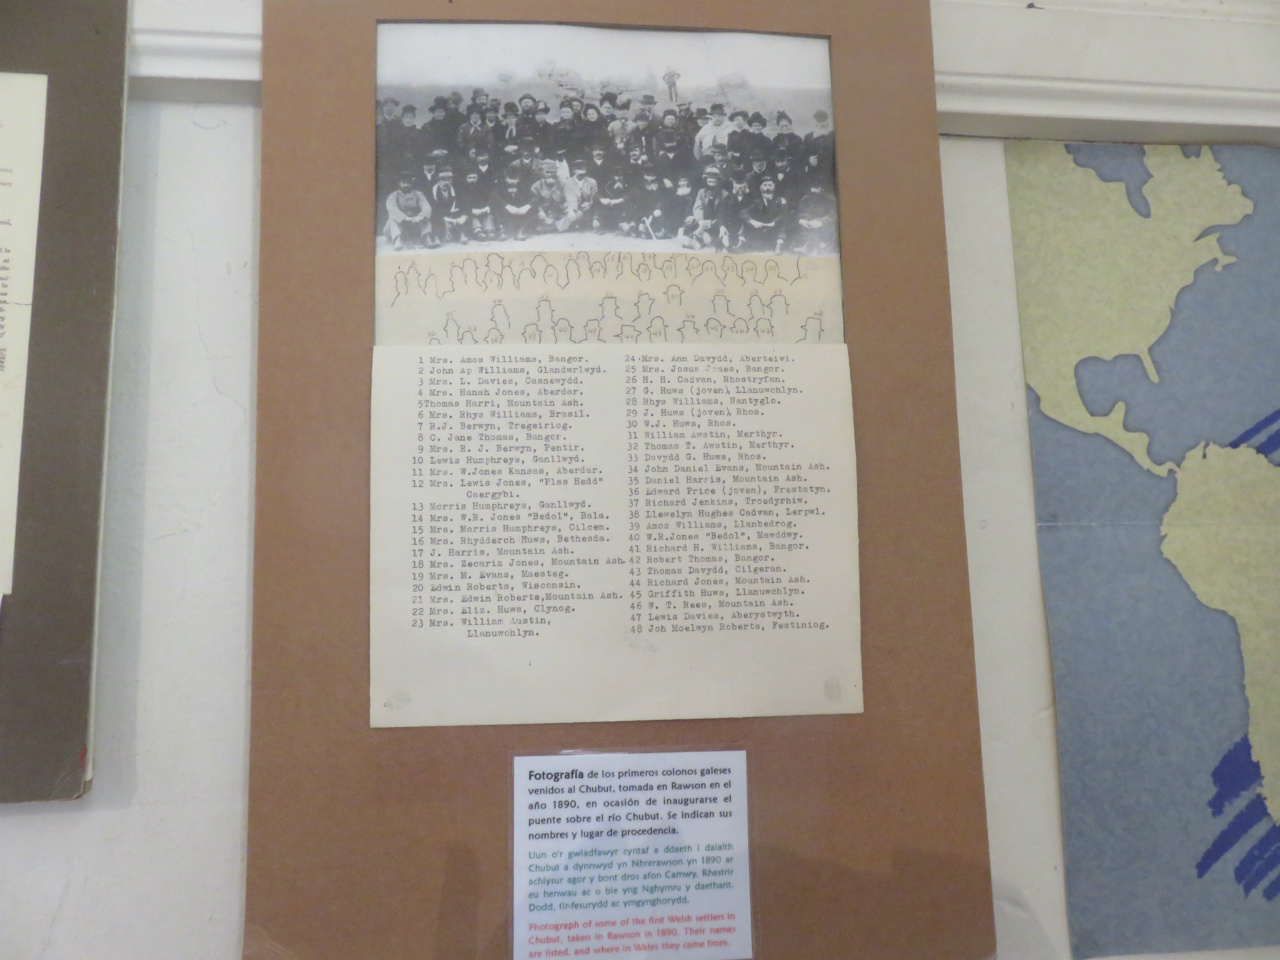 1 Mrs. Amos Williams, Bangor.
2 John Ap Williams, Glandwrlwyd.
3 Mrs. L. Davies, Casnewydd.
4 Mrs. Hanah Jones, Aberdar.
5Thomas Harri, Mountain Ash.
6 Mrs. Rhys Williams, Brasil.
7 R.J. Berwyn, Tregeiriog.
8 C. Jane Thomas, Bangor.
9 Mrs. R. J. Berwyn, Pentir.
10 Lewis Humphreys, Ganllwyd.
11 Mrs. W.Jones Kansas, Aberdar.
12 Mrs. Lewis Jones, "Plas Hedd"
Caergybi.
13 Morris Humphreys, Ganllwyd.
14 Mrs. W.R. Jones "Bedol", Bala.
15 Mrs. Morris Humphreys, Cilcen.
16 Mrs. Rhydderch Huws, Bethesda.
17 J. Harris, Mountain Ash.
18 Mrs. Zecaria Jones, Mountain Ash.
19 Mrs. M. Evans, Maesteg.
20 Edwin Roberts, Wisconsin.
21 Mrs. Edwin Roberts,Mountain Ash.
22 Mrs. Eliz. Huws, Clynog.
23 Mrs. William Austin,
Llanuwchlyn.
24 Mrs. Ann Davydd, Aberteivi.
25 Mrs. Josua Jones, Bangor.
26 H. H. Cadvan, Rhostryfan.
27 G. Huws (joven), Llanuwchlyn.
28 Rhys Williams, Nantyglo.
29 J. Huws (joven), Rhos.
30 W.J. Huws, Rhos.
31 William Awstin, Merthyr.
32 Thomas T. Awstin, Merthyr.
33 Davydd G. Huws, Rhos.
34 John Daniel Evans, Mountain Ash.
35 Daniel Harris, Mountain Ash.
36 Edward Price (joven), Prestatyn.
37 Richard Jenkins, Troedyrhiw.
38 Llewelyn Hughes Cadvan, Lerpwl.
39 Amos Williams, Llanbedrog.
40 W.R.Jones "Bedol", Mawddwy.
41 Richard H. Williams, Bangor.
42 Robert Thomas, Bangor.
43 Thomas Davydd, Cilgeran.
44 Richard Jones, Mountain Ash.
45 Griffith Huws, Llanuwchlyn.
46 W. T. Rees, Mountain Ash.
47 Lewis Davies, Aberystwyth.
48 Joh Moelwyn Roberts, Festiniog.
Fotografía de los primeros colonos galeses
venidos al Chubut, tomada en Rawson en el
año 1890, en ocasión de inaugurarse el
puente sobre el río Chubut. Se indican sus
nombres y lugar de procedencia.
Llun o'r gwladfawyr cyntaf a ddaeth i dalaith
Chubut a dynnwyd yn Nhrerawson yn 1890 ar
achlysur agor y bont dros afon Camwy. Rhestrir
eu henwau ac o ble yng Nghymru y daethant.
Dodd, tir-fesurydd ac ymgynghorydd.
Photograph of some of the first Welsh settlers in
Chubut, taken in Rawson in 1890. Their names
are listed, and where in Wales they came from.